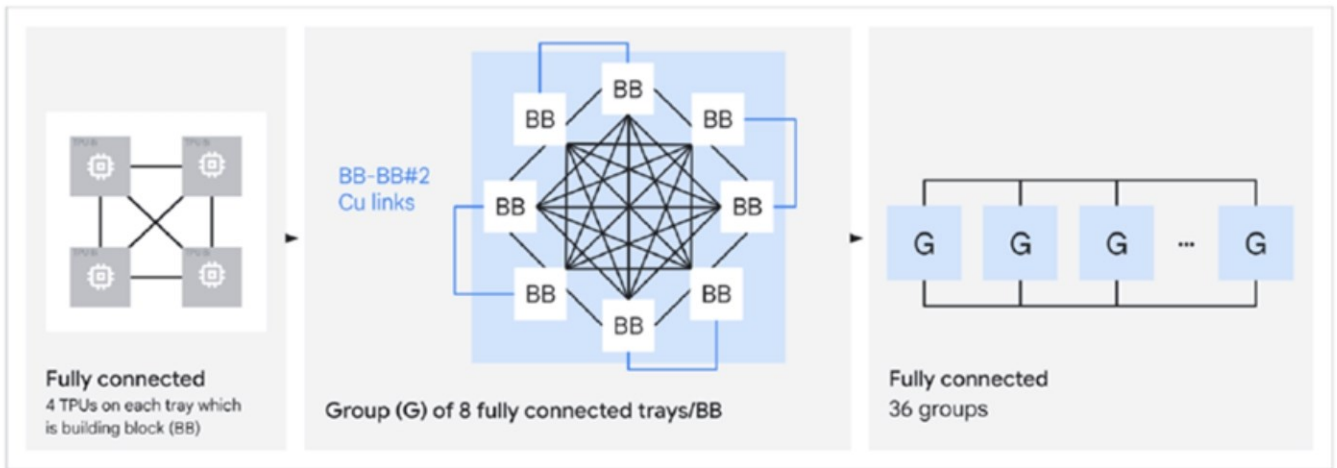 Fully connected
4 TPUs on each tray which
is building block (BB)
BB-BB#2
Cu links
BB
BB
BB
BB
BB
BB
BB
BB
Group (G) of 8 fully connected trays/BB
G
G
G
...
G
Fully connected
36 groups